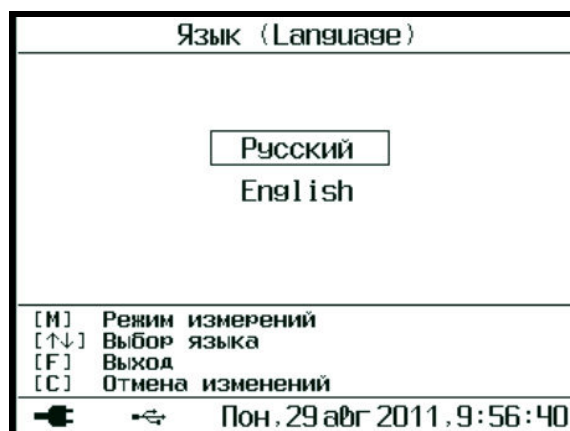 Язык (Language)
Русский
English
[M] Режим измерений
[↑↓] Выбор языка
[F] Выход
[C] Отмена изменений
Пон, 29 авг 2011, 9:56:40